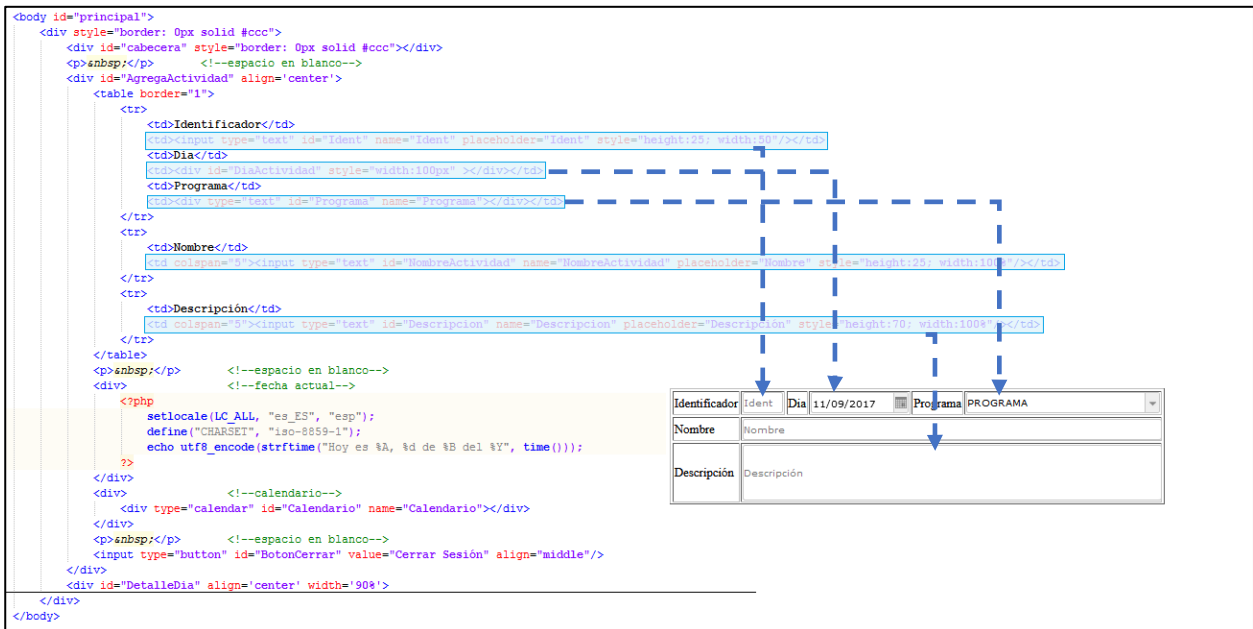 <body id="principal">
<div style="border: 0px solid #ccc">
<div id="cabecera" style="border: 0px solid #ccc"></div>
<p>&nbsp;</p> <!--espacio en blanco-->
<div id="AgregaActividad" align='center'>
<table border="1">
<tr>
<td>Identificador</td>
<td><input type="text" id="Ident" name="Ident" placeholder="Ident" style="height:25; width:50"/></td>
<td>Dia</td>
<td><div id="DiaActividad" style="width:100px" ></div></td>
<td>Programa</td>
<td><div type="text" id="Programa" name="Programa"></div></td>
</tr>
<tr>
<td>Nombre</td>
<td colspan="5"><input type="text" id="NombreActividad" name="NombreActividad" placeholder="Nombre" style="height:25; width:100%"/></td>
</tr>
<tr>
<td>Descripción</td>
<td colspan="5"><input type="text" id="Descripcion" name="Descripcion" placeholder="Descripción" style="height:70; width:100%"/></td>
</tr>
</table>
<p>&nbsp;</p> <!--espacio en blanco-->
<div> <!--fecha actual-->
<?php
setlocale(LC_ALL, "es_ES", "esp");
define("CHARSET", "iso-8859-1");
echo utf8_encode(strftime("Hoy es %A, %d de %B del %Y", time()));
?>
</div>
<div> <!--calendario-->
<div type="calendar" id="Calendario" name="Calendario"></div>
</div>
<p>&nbsp;</p> <!--espacio en blanco-->
<input type="button" id="BotonCerrar" value="Cerrar Sesión" align="middle"/>
</div>
<div id="DetalleDia" align='center' width='90%'>
</div>
</body>
Identificador Ident Dia 11/09/2017 Programa PROGRAMA
Nombre Nombre
Descripción Descripción